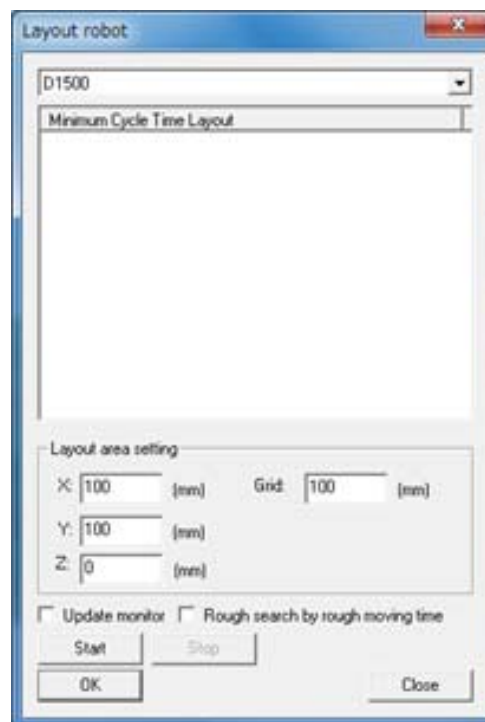 Layout robot
D1500
Minimum Cycle Time Layout
Layout area setting
X: 100 (mm) Grid: 100 (mm)
Y: 100 (mm)
Z: 0 (mm)
Update monitor Rough search by rough moving time
Start Stop
OK Close